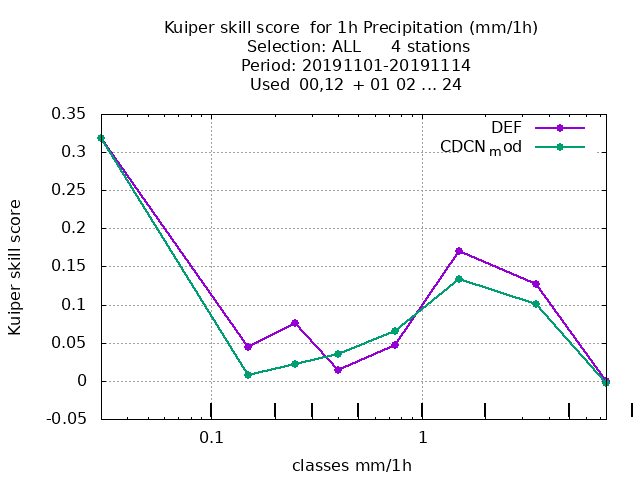 Kuiper skill score  for 1h Precipitation (mm/1h)
Selection: ALL      4 stations
Period: 20191101-20191114
Used  00,12  + 01 02 ... 24
0.35
0.3
0.25
0.2
0.15
0.1
0.05
0
-0.05
Kuiper skill score
DEF
CDCNmod
0.1
1
classes mm/1h